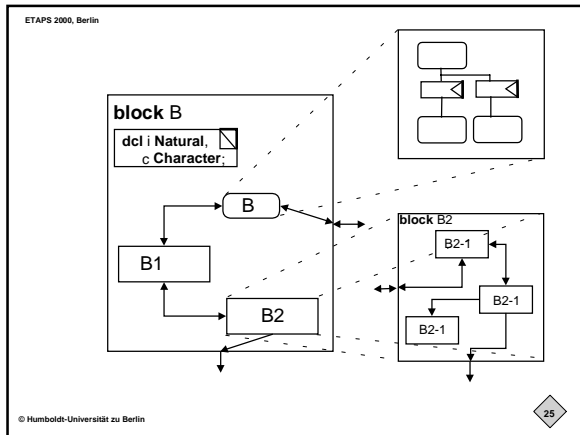 ETAPS 2000, Berlin
block B
dcl i Natural,
c Character;
B
B1
B2
block B2
B2-1
B2-1
B2-1
© Humboldt-Universität zu Berlin
25